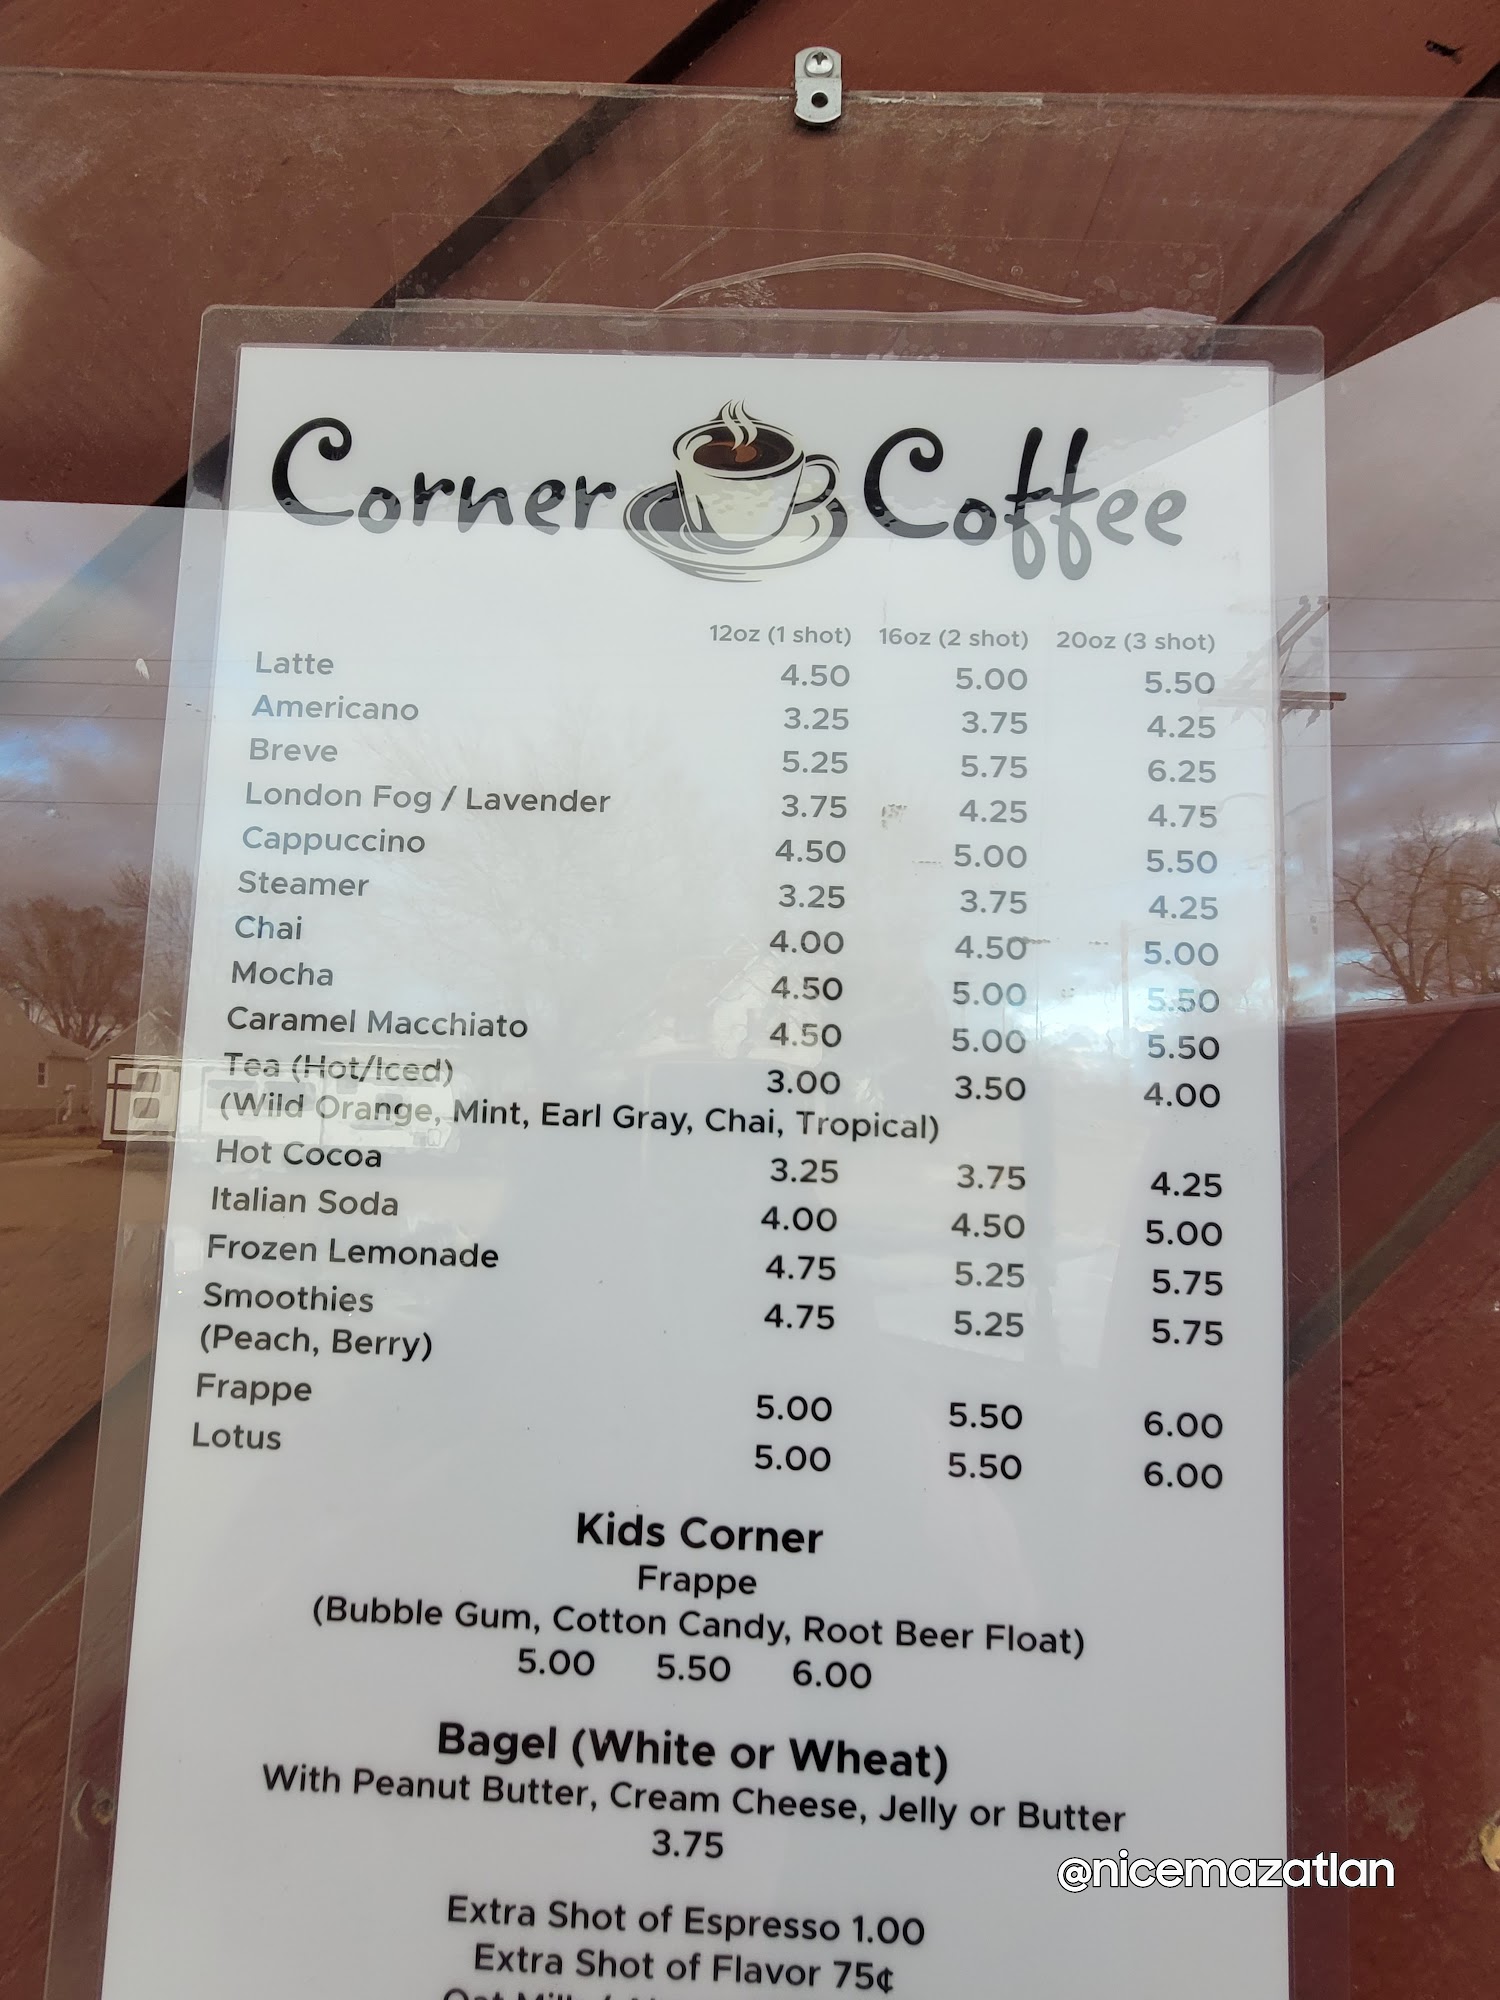 Corner Coffee
12oz (1 shot) 16oz (2 shot) 20oz (3 shot)
Latte 4.50 5.00 5.50
Americano 3.25 3.75 4.25
Breve 5.25 5.75 6.25
London Fog / Lavender 3.75 4.25 4.75
Cappuccino 4.50 5.00 5.50
Steamer 3.25 3.75 4.25
Chai 4.00 4.50 5.00
Mocha 4.50 5.00 5.50
Caramel Macchiato 4.50 5.00 5.50
Tea (Hot/Iced) 3.00 3.50 4.00
(Wild Orange, Mint, Earl Gray, Chai, Tropical)
Hot Cocoa 3.25 3.75 4.25
Italian Soda 4.00 4.50 5.00
Frozen Lemonade 4.75 5.25 5.75
Smoothies 4.75 5.25 5.75
(Peach, Berry)
Frappe 5.00 5.50 6.00
Lotus 5.00 5.50 6.00
Kids Corner
Frappe
(Bubble Gum, Cotton Candy, Root Beer Float)
5.00 5.50 6.00
Bagel (White or Wheat)
With Peanut Butter, Cream Cheese, Jelly or Butter
3.75
@nicemazatlan
Extra Shot of Espresso 1.00
Extra Shot of Flavor 75¢